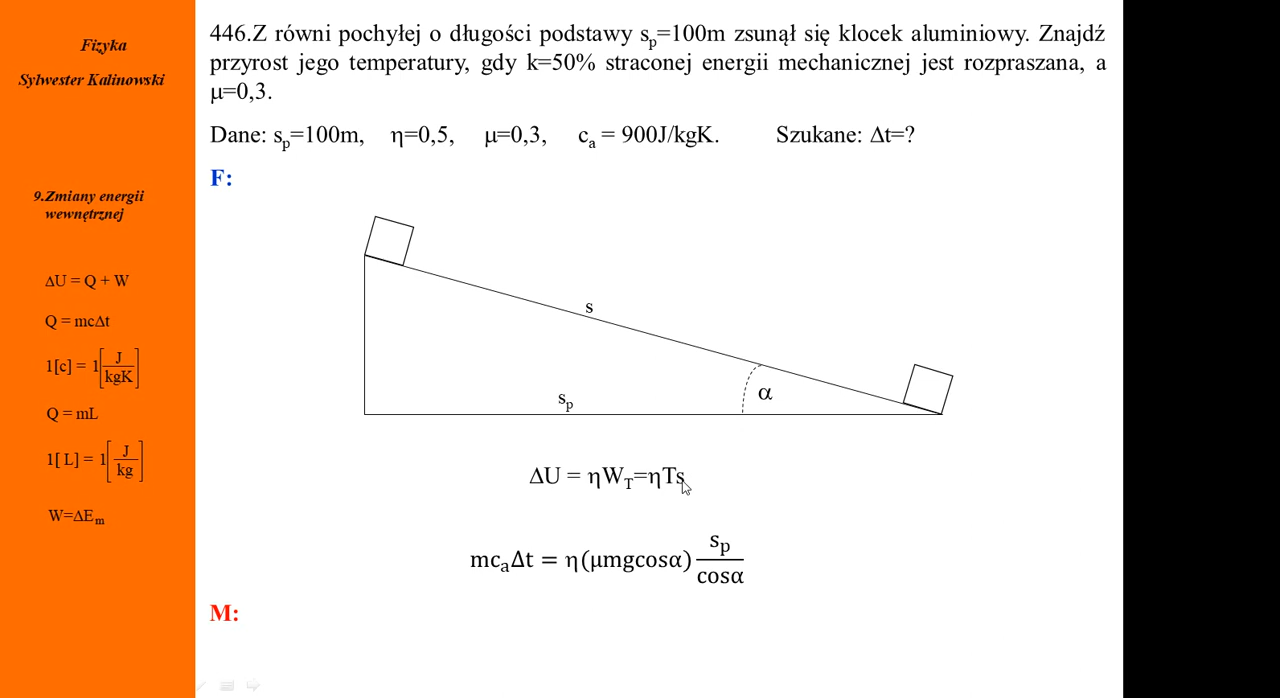 Fizyka
Sylwester Kalinowski
9.Zmiany energii
wewnętrznej
ΔU = Q + W
Q = mcΔt
1[c] = 1[J/kgK]
Q = mL
1[ L] = 1[J/kg]
W=ΔEm
446.Z równi pochyłej o długości podstawy sp=100m zsunął się klocek aluminiowy. Znajdź
przyrost jego temperatury, gdy k=50% straconej energii mechanicznej jest rozpraszana, a
μ=0,3.
Dane: sp=100m, η=0,5, μ=0,3, ca = 900J/kgK. Szukane: Δt=?
F:
s
sp
α
ΔU = ηWT=ηTs
mcaΔt = η(μmgcosα) sp/cosα
M: